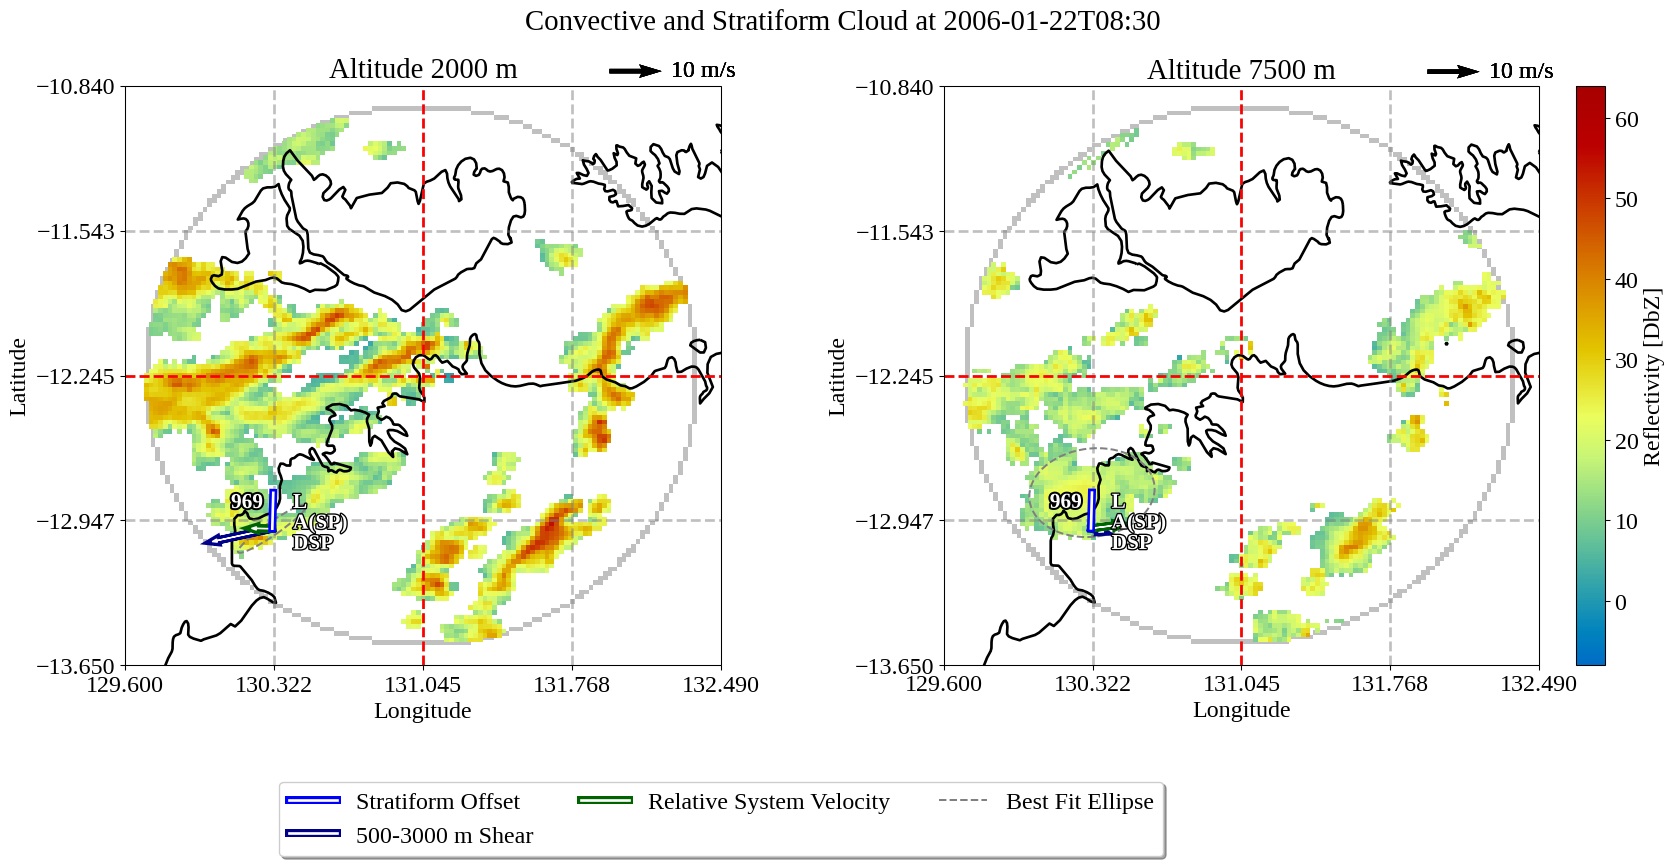 Convective and Stratiform Cloud at 2006-01-22T08:30
Altitude 2000 m
10 m/s
−10.840
−11.543
−12.245
−12.947
−13.650
Latitude
129.600
130.322
131.045
131.768
132.490
Longitude
969
L
A(SP)
DSP
Altitude 7500 m
10 m/s
−10.840
−11.543
−12.245
−12.947
−13.650
Latitude
129.600
130.322
131.045
131.768
132.490
Longitude
969
L
A(SP)
DSP
60
50
40
30
20
10
0
Reflectivity [DbZ]
Stratiform Offset
500-3000 m Shear
Relative System Velocity
Best Fit Ellipse